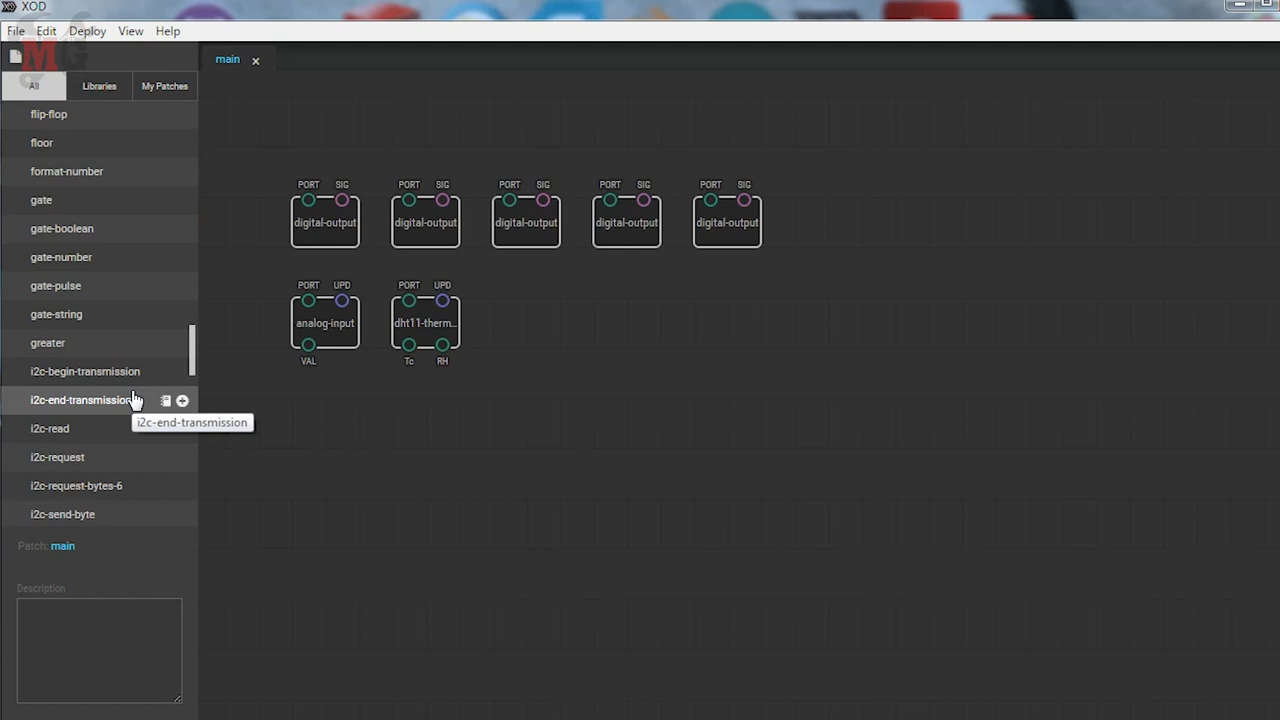 XOD
File Edit Deploy View Help
main
All Libraries My Patches
flip-flop
floor
format-number
gate
gate-boolean
gate-number
gate-pulse
gate-string
greater
i2c-begin-transmission
i2c-end-transmission
i2c-end-transmission
i2c-read
i2c-request
i2c-request-bytes-6
i2c-send-byte
Patch: main
Description
PORT SIG PORT SIG PORT SIG PORT SIG PORT SIG
digital-output digital-output digital-output digital-output digital-output
PORT UPD PORT UPD
analog-input dht11-therm...
VAL Tc RH